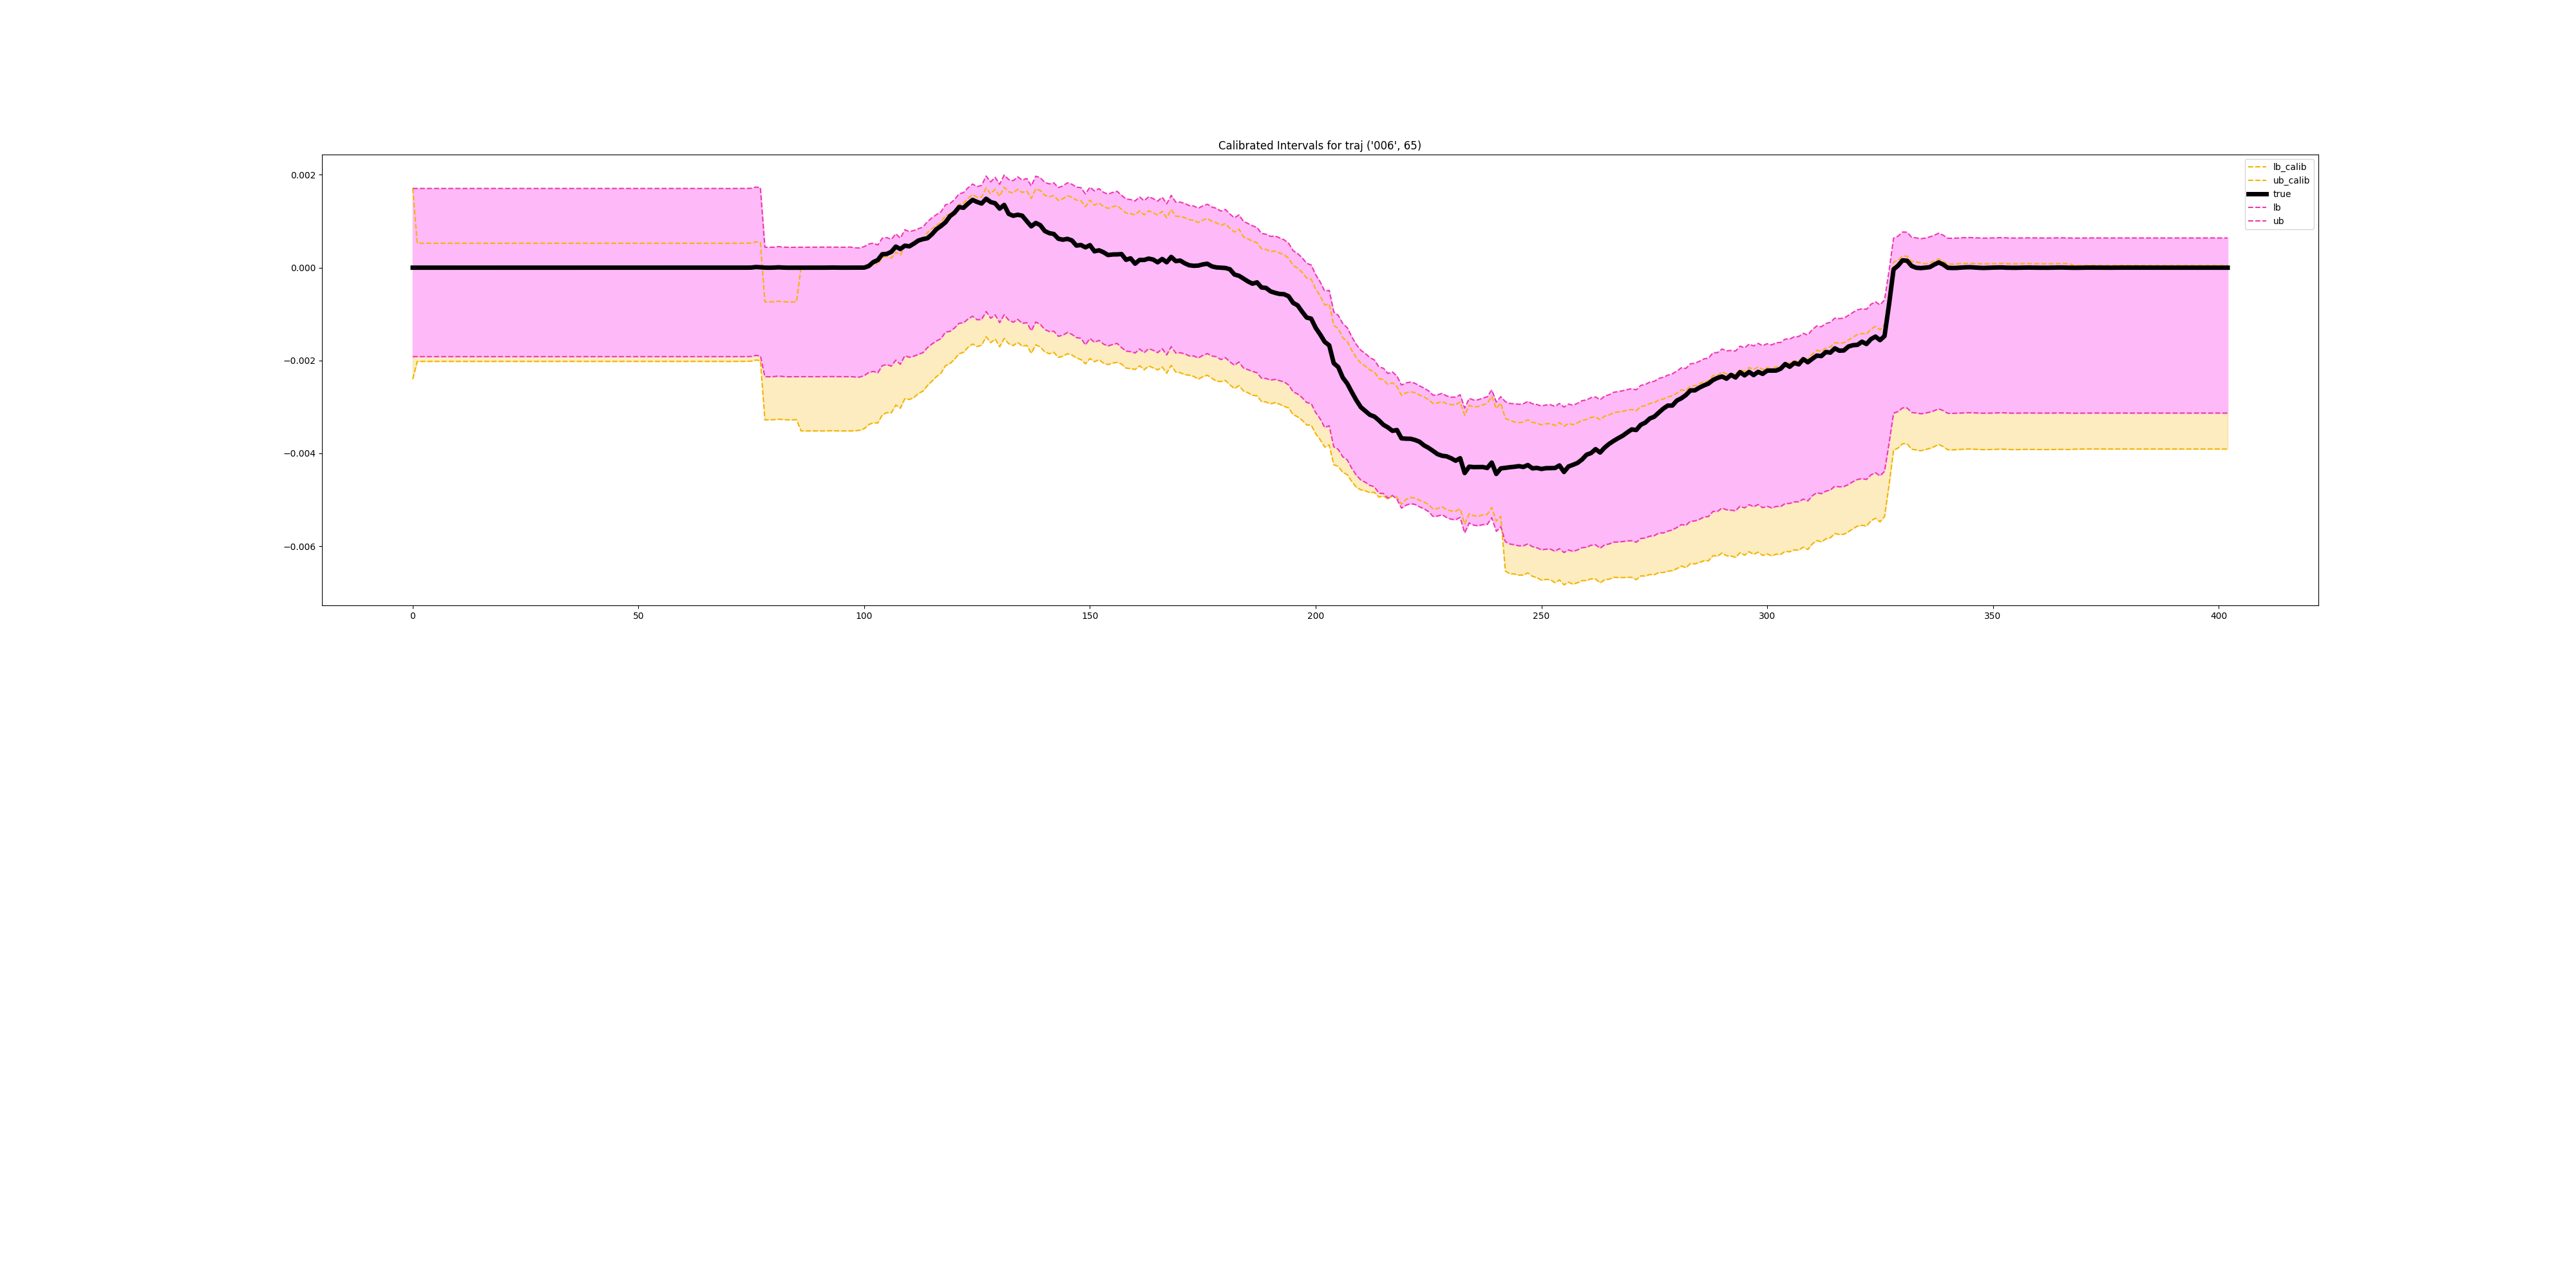 Calibrated Intervals for traj ('006', 65)
0.002
0.000
−0.002
−0.004
−0.006
0 50 100 150 200 250 300 350 400
lb_calib
ub_calib
true
lb
ub